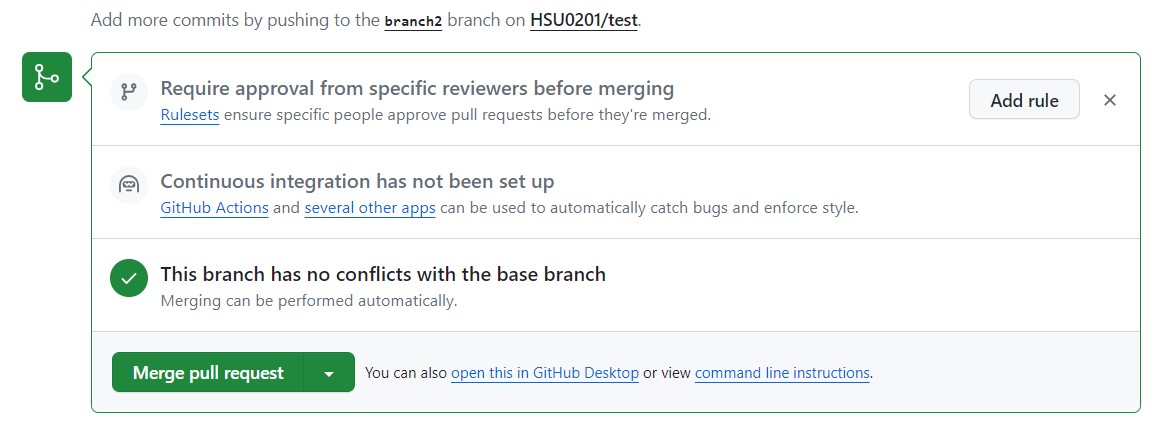 Add more commits by pushing to the branch2 branch on HSU0201/test.
Require approval from specific reviewers before merging
Rulesets ensure specific people approve pull requests before they're merged.
Add rule
Continuous integration has not been set up
GitHub Actions and several other apps can be used to automatically catch bugs and enforce style.
This branch has no conflicts with the base branch
Merging can be performed automatically.
Merge pull request
You can also open this in GitHub Desktop or view command line instructions.